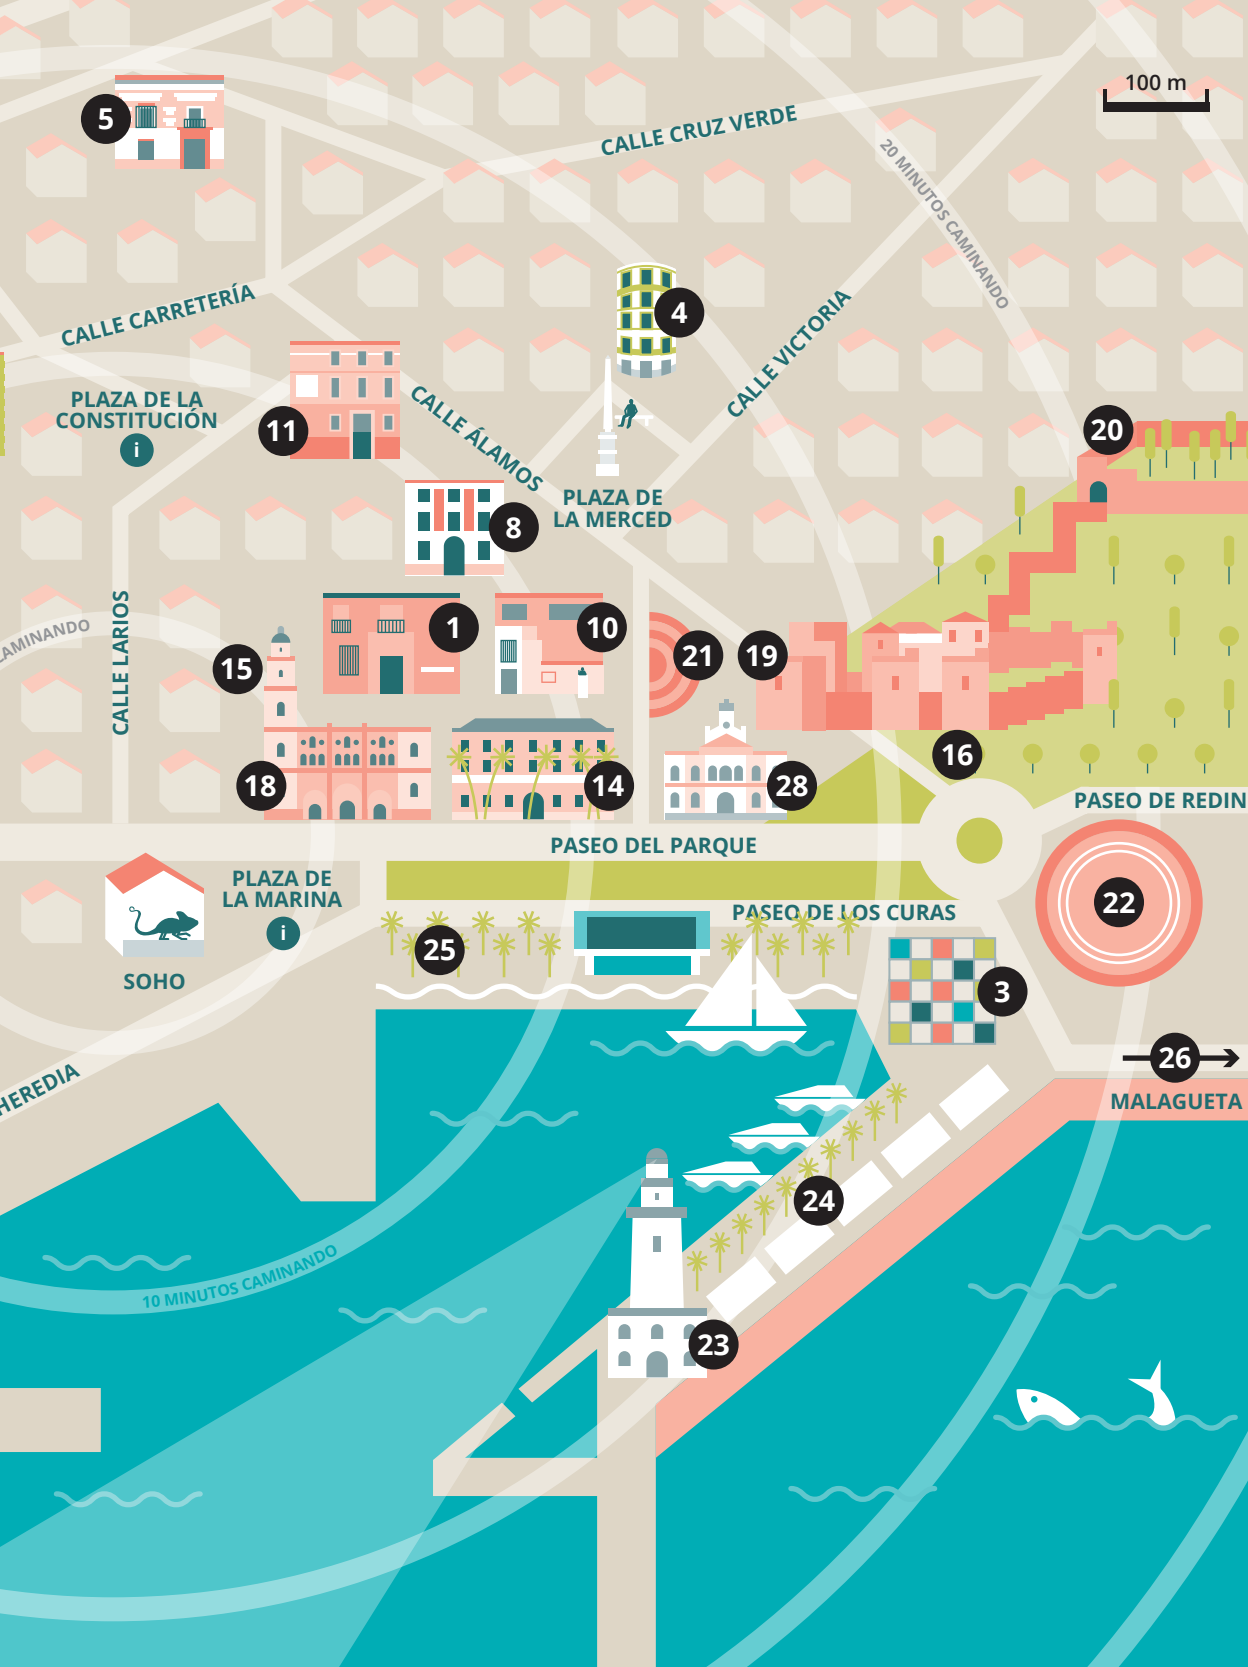 100 m
5
CALLE CRUZ VERDE
20 MINUTOS CAMINANDO
CALLE CARRETERÍA
4
CALLE VICTORIA
PLAZA DE LA
CONSTITUCIÓN
i
11
CALLE ÁLAMOS
20
PLAZA DE
LA MERCED
8
CAMINANDO
CALLE LARIOS
1
10
15
21
19
16
18
14
28
PASEO DE REDIN
PASEO DEL PARQUE
PLAZA DE
LA MARINA
i
PASEO DE LOS CURAS
22
25
SOHO
3
26
HEREDIA
MALAGUETA
24
10 MINUTOS CAMINANDO
23